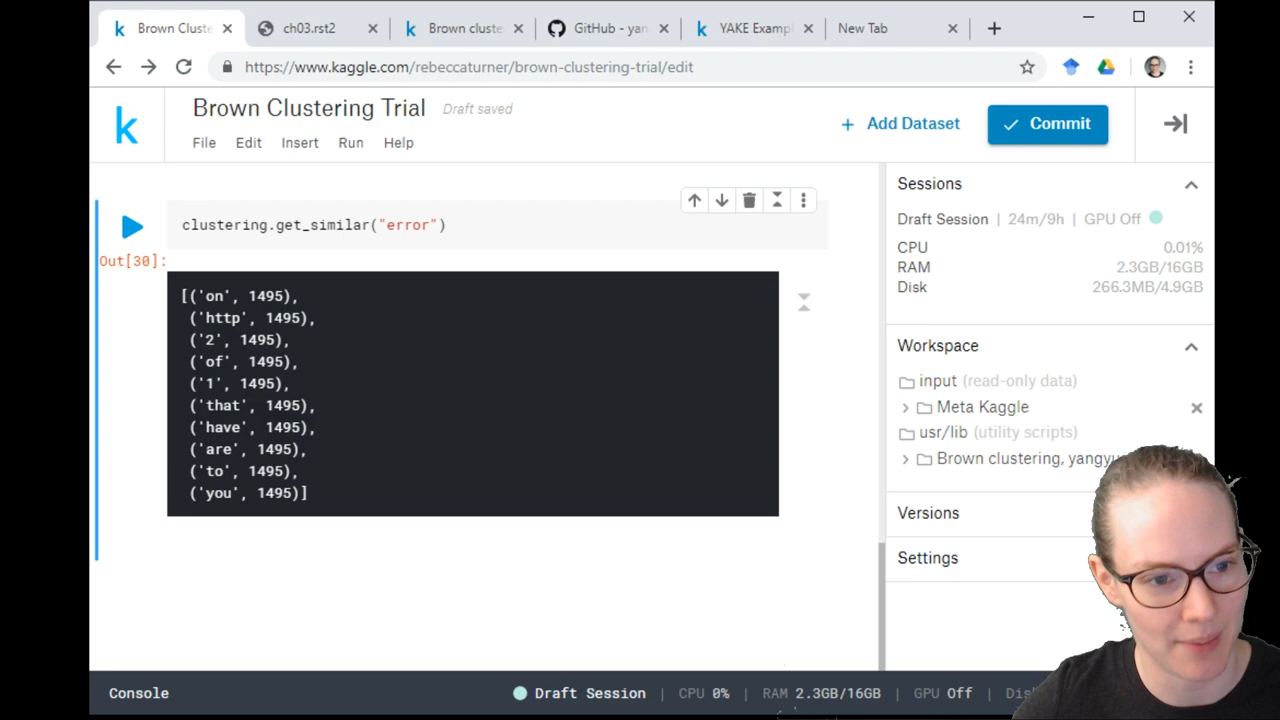 Brown Cluste
ch03.rst2
Brown cluste
GitHub - yan
YAKE Exampl
New Tab
https://www.kaggle.com/rebeccaturner/brown-clustering-trial/edit
k
Brown Clustering Trial
Draft saved
File Edit Insert Run Help
+ Add Dataset
Commit
clustering.get_similar("error")
Out[30]:
[('on', 1495),
('http', 1495),
('2', 1495),
('of', 1495),
('1', 1495),
('that', 1495),
('have', 1495),
('are', 1495),
('to', 1495),
('you', 1495)]
Sessions
Draft Session | 24m/9h | GPU Off
CPU 0.01%
RAM 2.3GB/16GB
Disk 266.3MB/4.9GB
Workspace
input (read-only data)
Meta Kaggle
usr/lib (utility scripts)
Brown clustering, yangyu
Versions
Settings
Console
Draft Session | CPU 0% | RAM 2.3GB/16GB | GPU Off | Dis